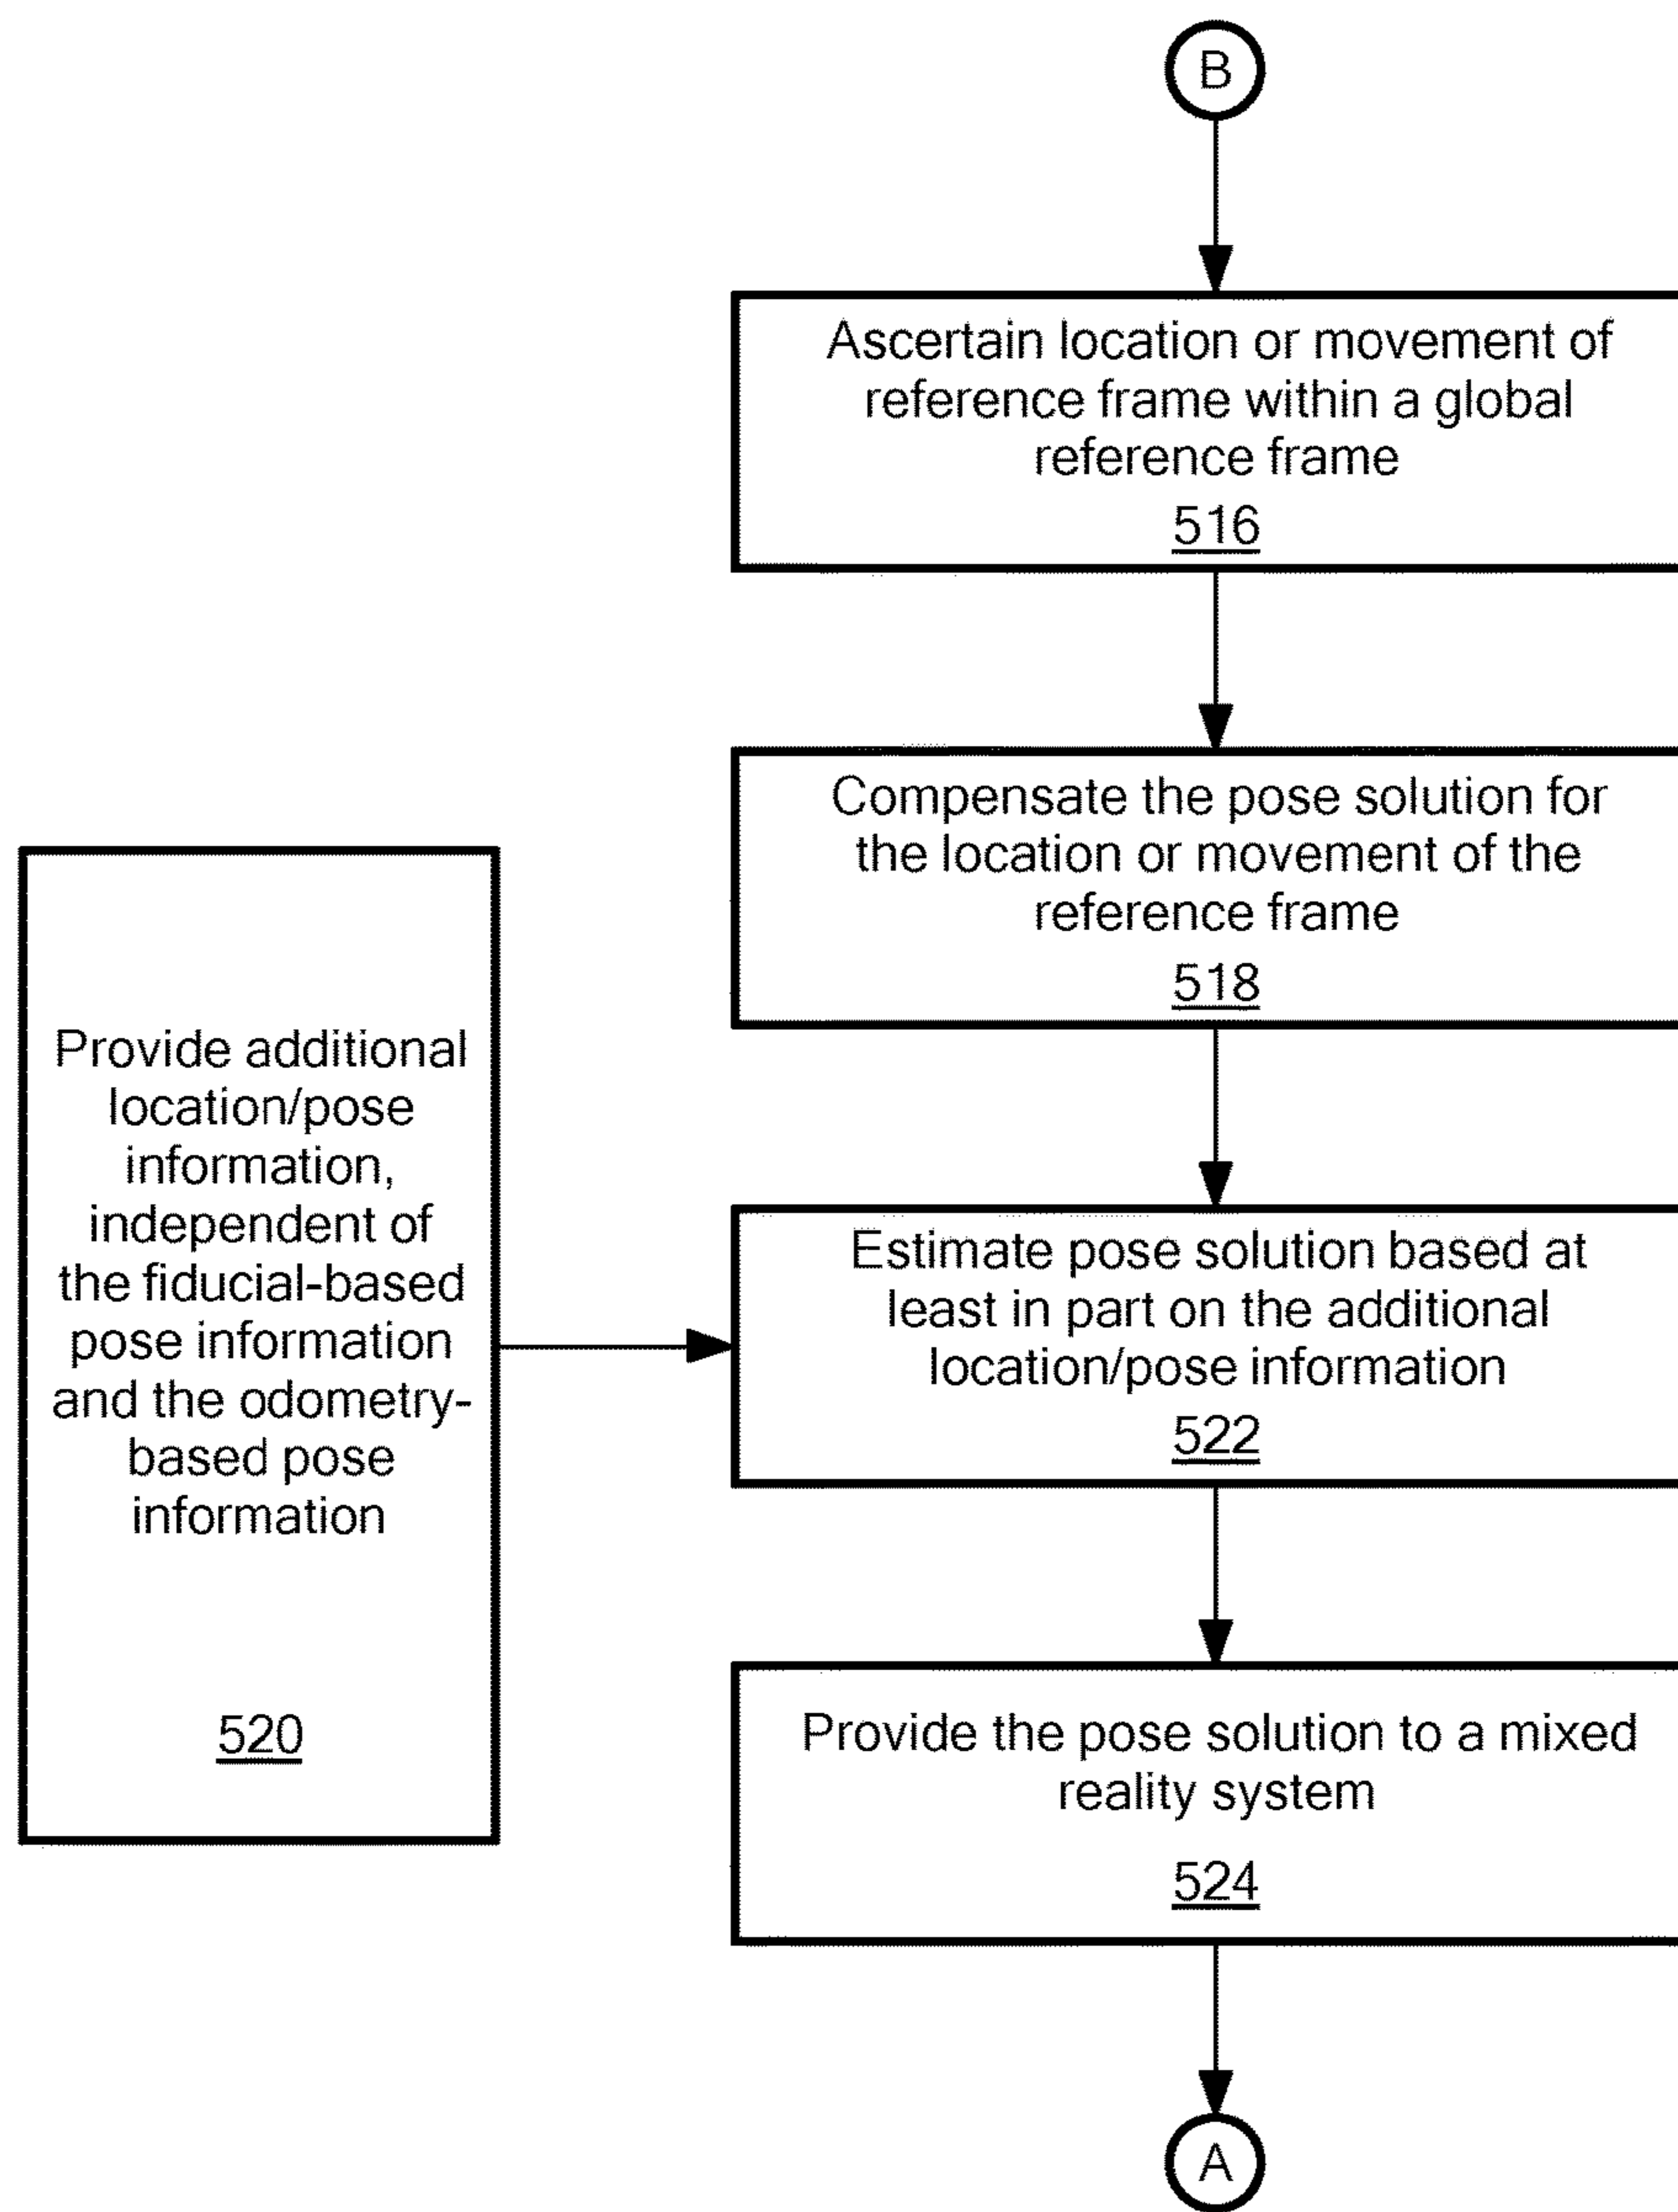 B
Ascertain location or movement of
reference frame within a global
reference frame
516
Compensate the pose solution for
the location or movement of the
reference frame
518
Provide additional
location/pose
information,
independent of
the fiducial-based
pose information
and the odometry-
based pose
information
520
Estimate pose solution based at
least in part on the additional
location/pose information
522
Provide the pose solution to a mixed
reality system
524
A